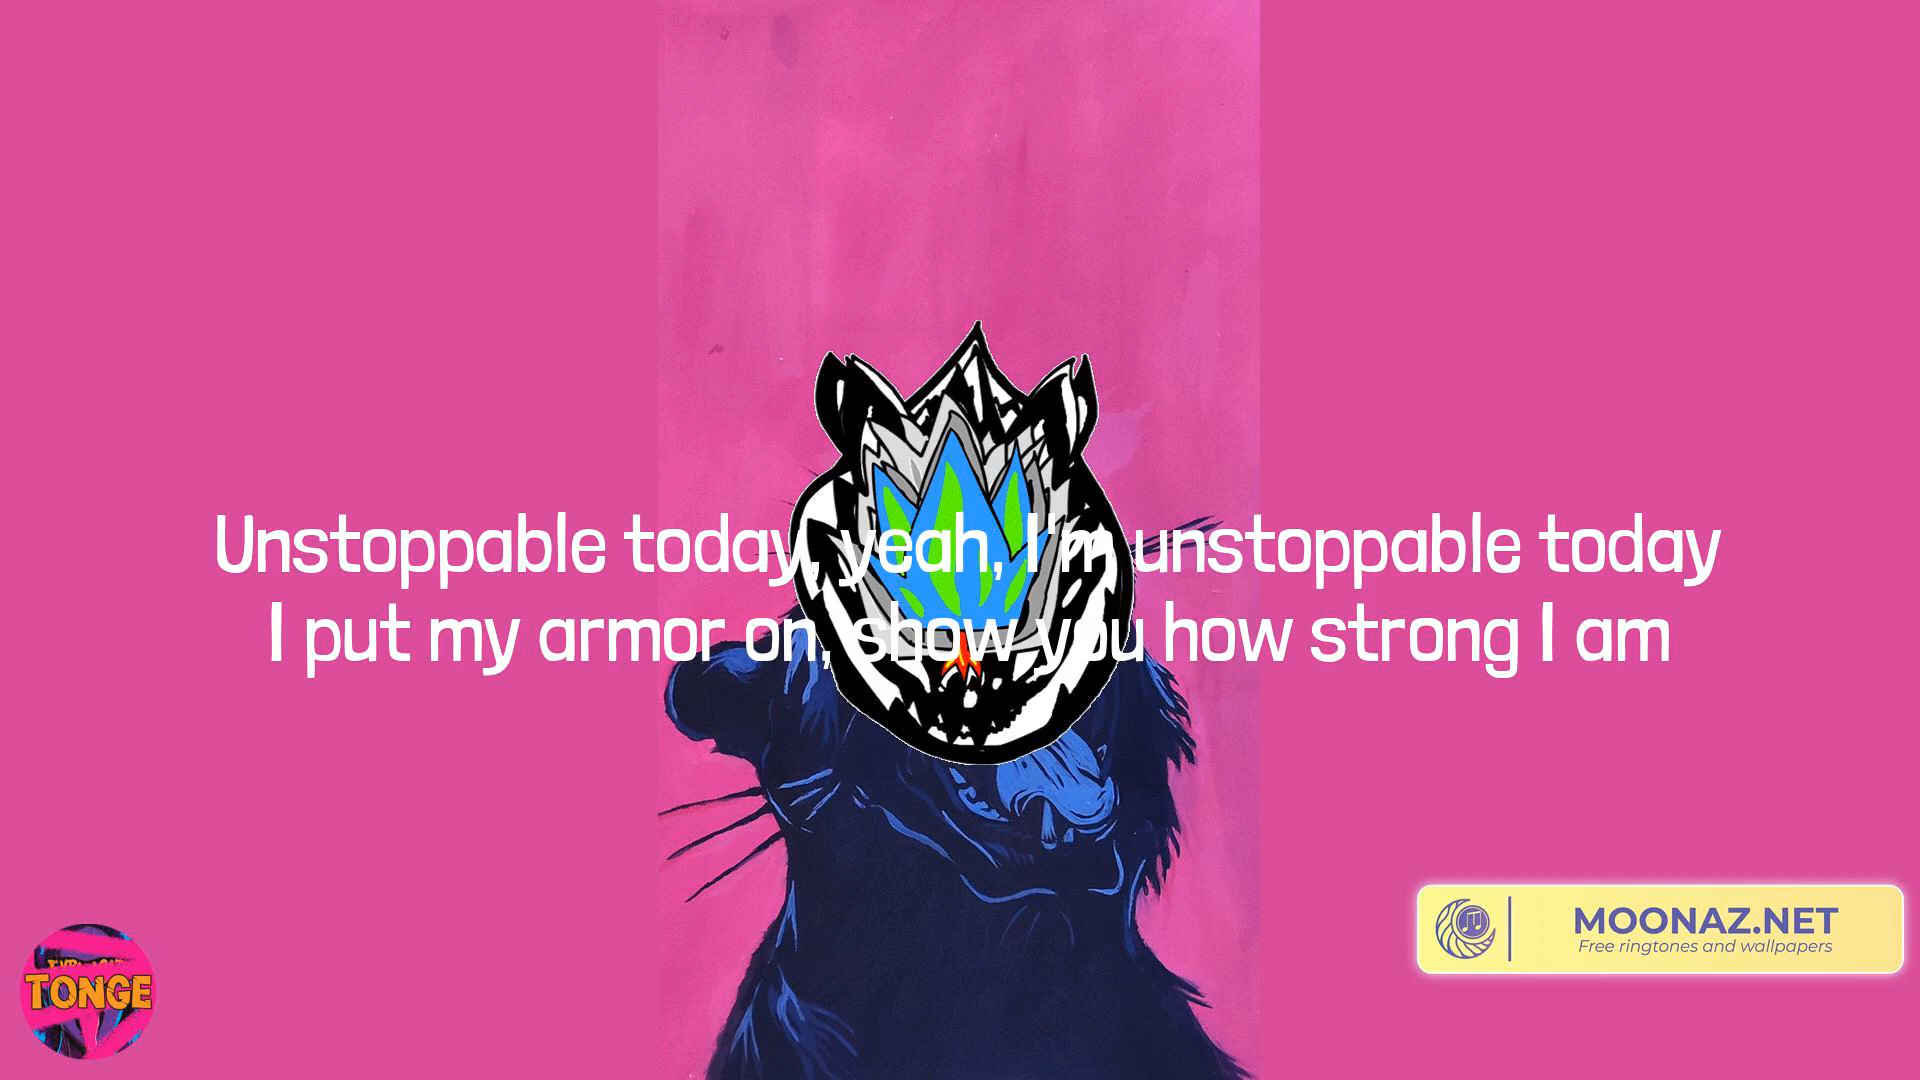 Unstoppable today, yeah, I'm unstoppable today
I put my armor on, show you how strong I am
MOONAZ.NET
Free ringtones and wallpapers
TONGE